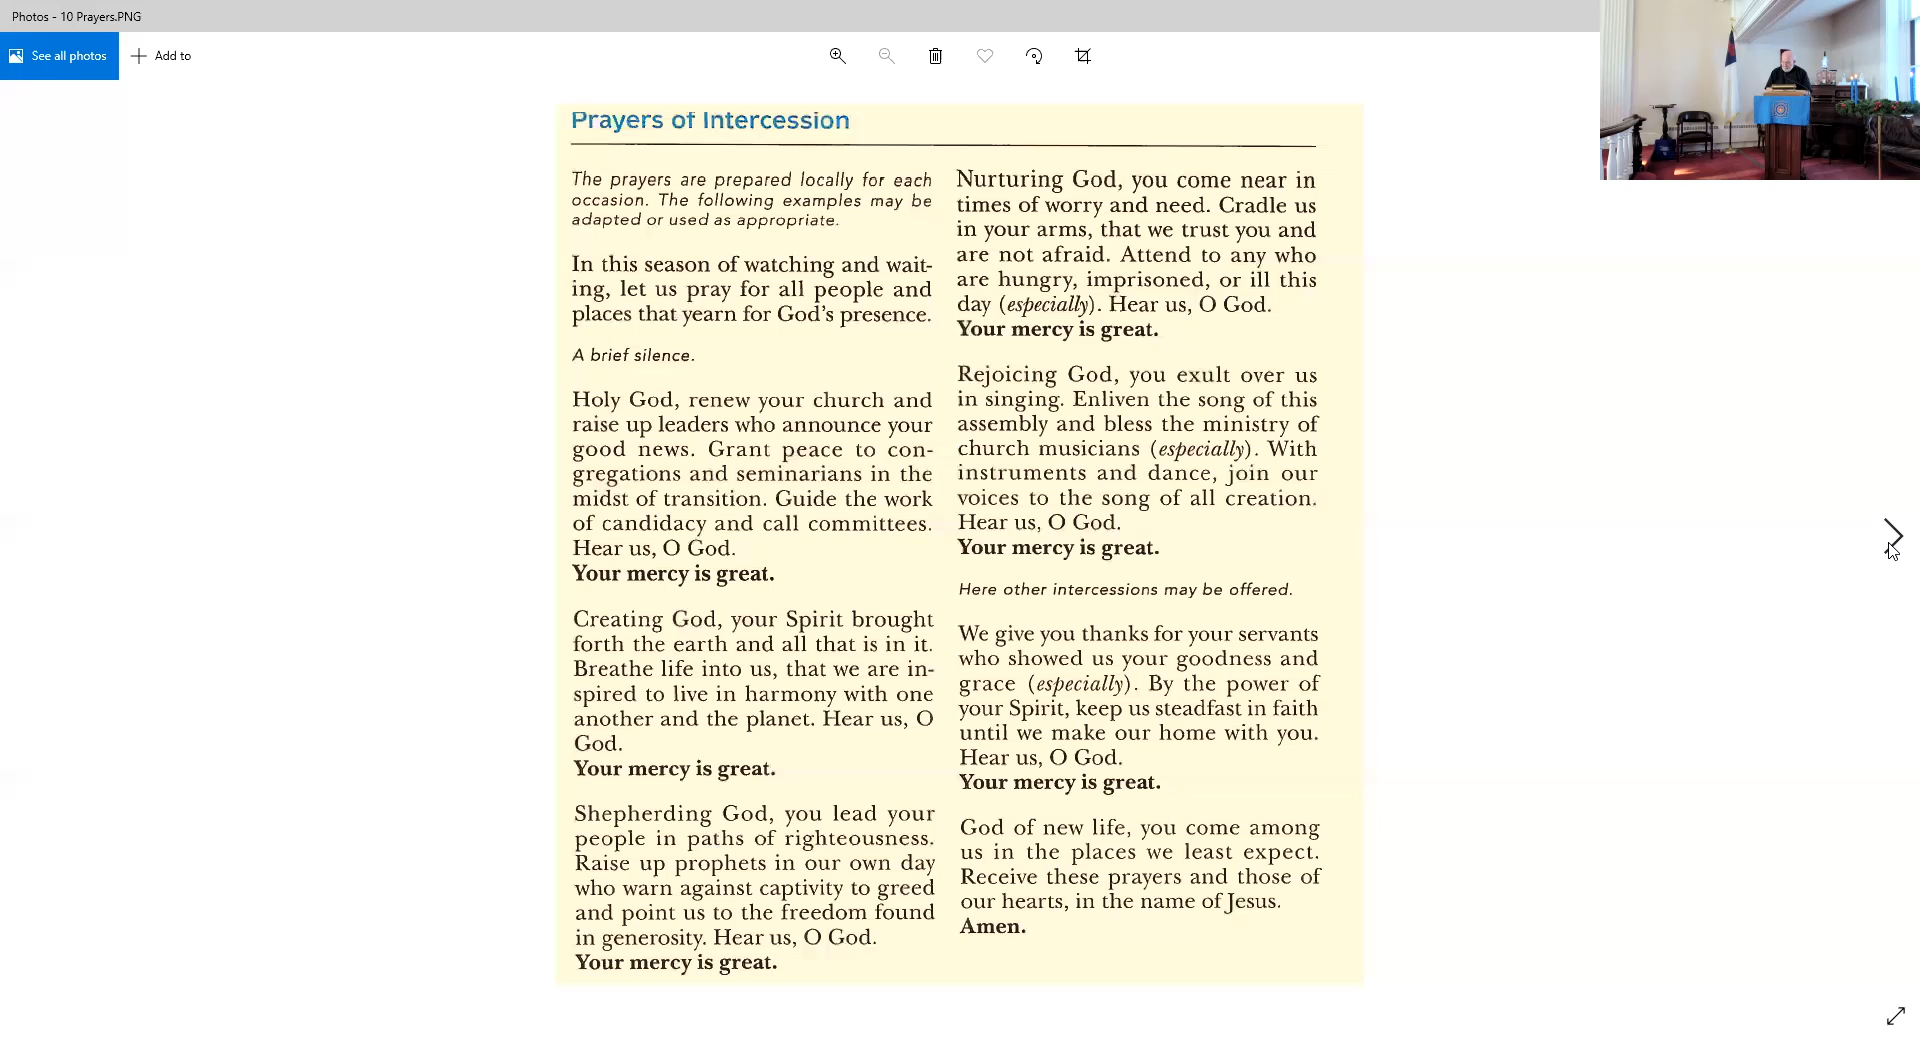 Photos - 10 Prayers.PNG
See all photos
Add to
Prayers of Intercession
The prayers are prepared locally for each
occasion. The following examples may be
adapted or used as appropriate.
In this season of watching and wait-
ing, let us pray for all people and
places that yearn for God's presence.
A brief silence.
Holy God, renew your church and
raise up leaders who announce your
good news. Grant peace to con-
gregations and seminarians in the
midst of transition. Guide the work
of candidacy and call committees.
Hear us, O God.
Your mercy is great.
Creating God, your Spirit brought
forth the earth and all that is in it.
Breathe life into us, that we are in-
spired to live in harmony with one
another and the planet. Hear us, O
God.
Your mercy is great.
Shepherding God, you lead your
people in paths of righteousness.
Raise up prophets in our own day
who warn against captivity to greed
and point us to the freedom found
in generosity. Hear us, O God.
Your mercy is great.
Nurturing God, you come near in
times of worry and need. Cradle us
in your arms, that we trust you and
are not afraid. Attend to any who
are hungry, imprisoned, or ill this
day (especially). Hear us, O God.
Your mercy is great.
Rejoicing God, you exult over us
in singing. Enliven the song of this
assembly and bless the ministry of
church musicians (especially). With
instruments and dance, join our
voices to the song of all creation.
Hear us, O God.
Your mercy is great.
Here other intercessions may be offered.
We give you thanks for your servants
who showed us your goodness and
grace (especially). By the power of
your Spirit, keep us steadfast in faith
until we make our home with you.
Hear us, O God.
Your mercy is great.
God of new life, you come among
us in the places we least expect.
Receive these prayers and those of
our hearts, in the name of Jesus.
Amen.